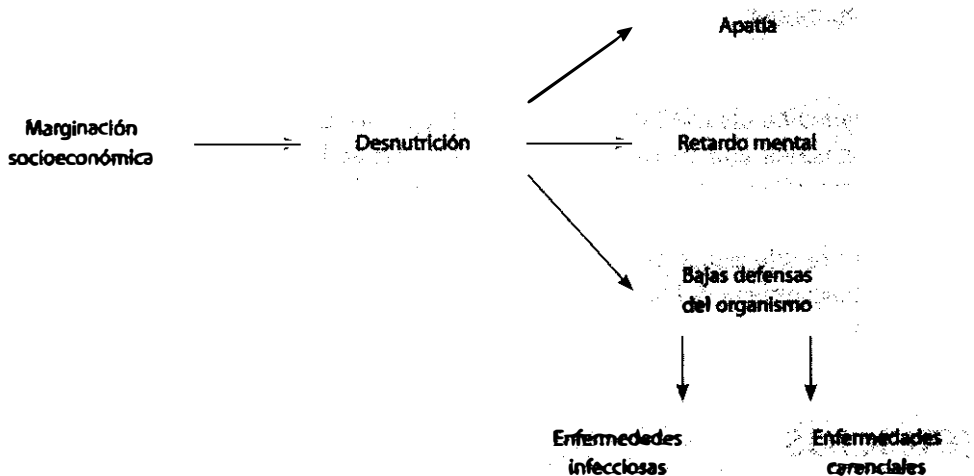 Apatía
Marginación
socioeconómica
Desnutrición
Retardo mental
Bajas defensas
del organismo
Enfermedades
infecciosas
Enfermedades
carenciales